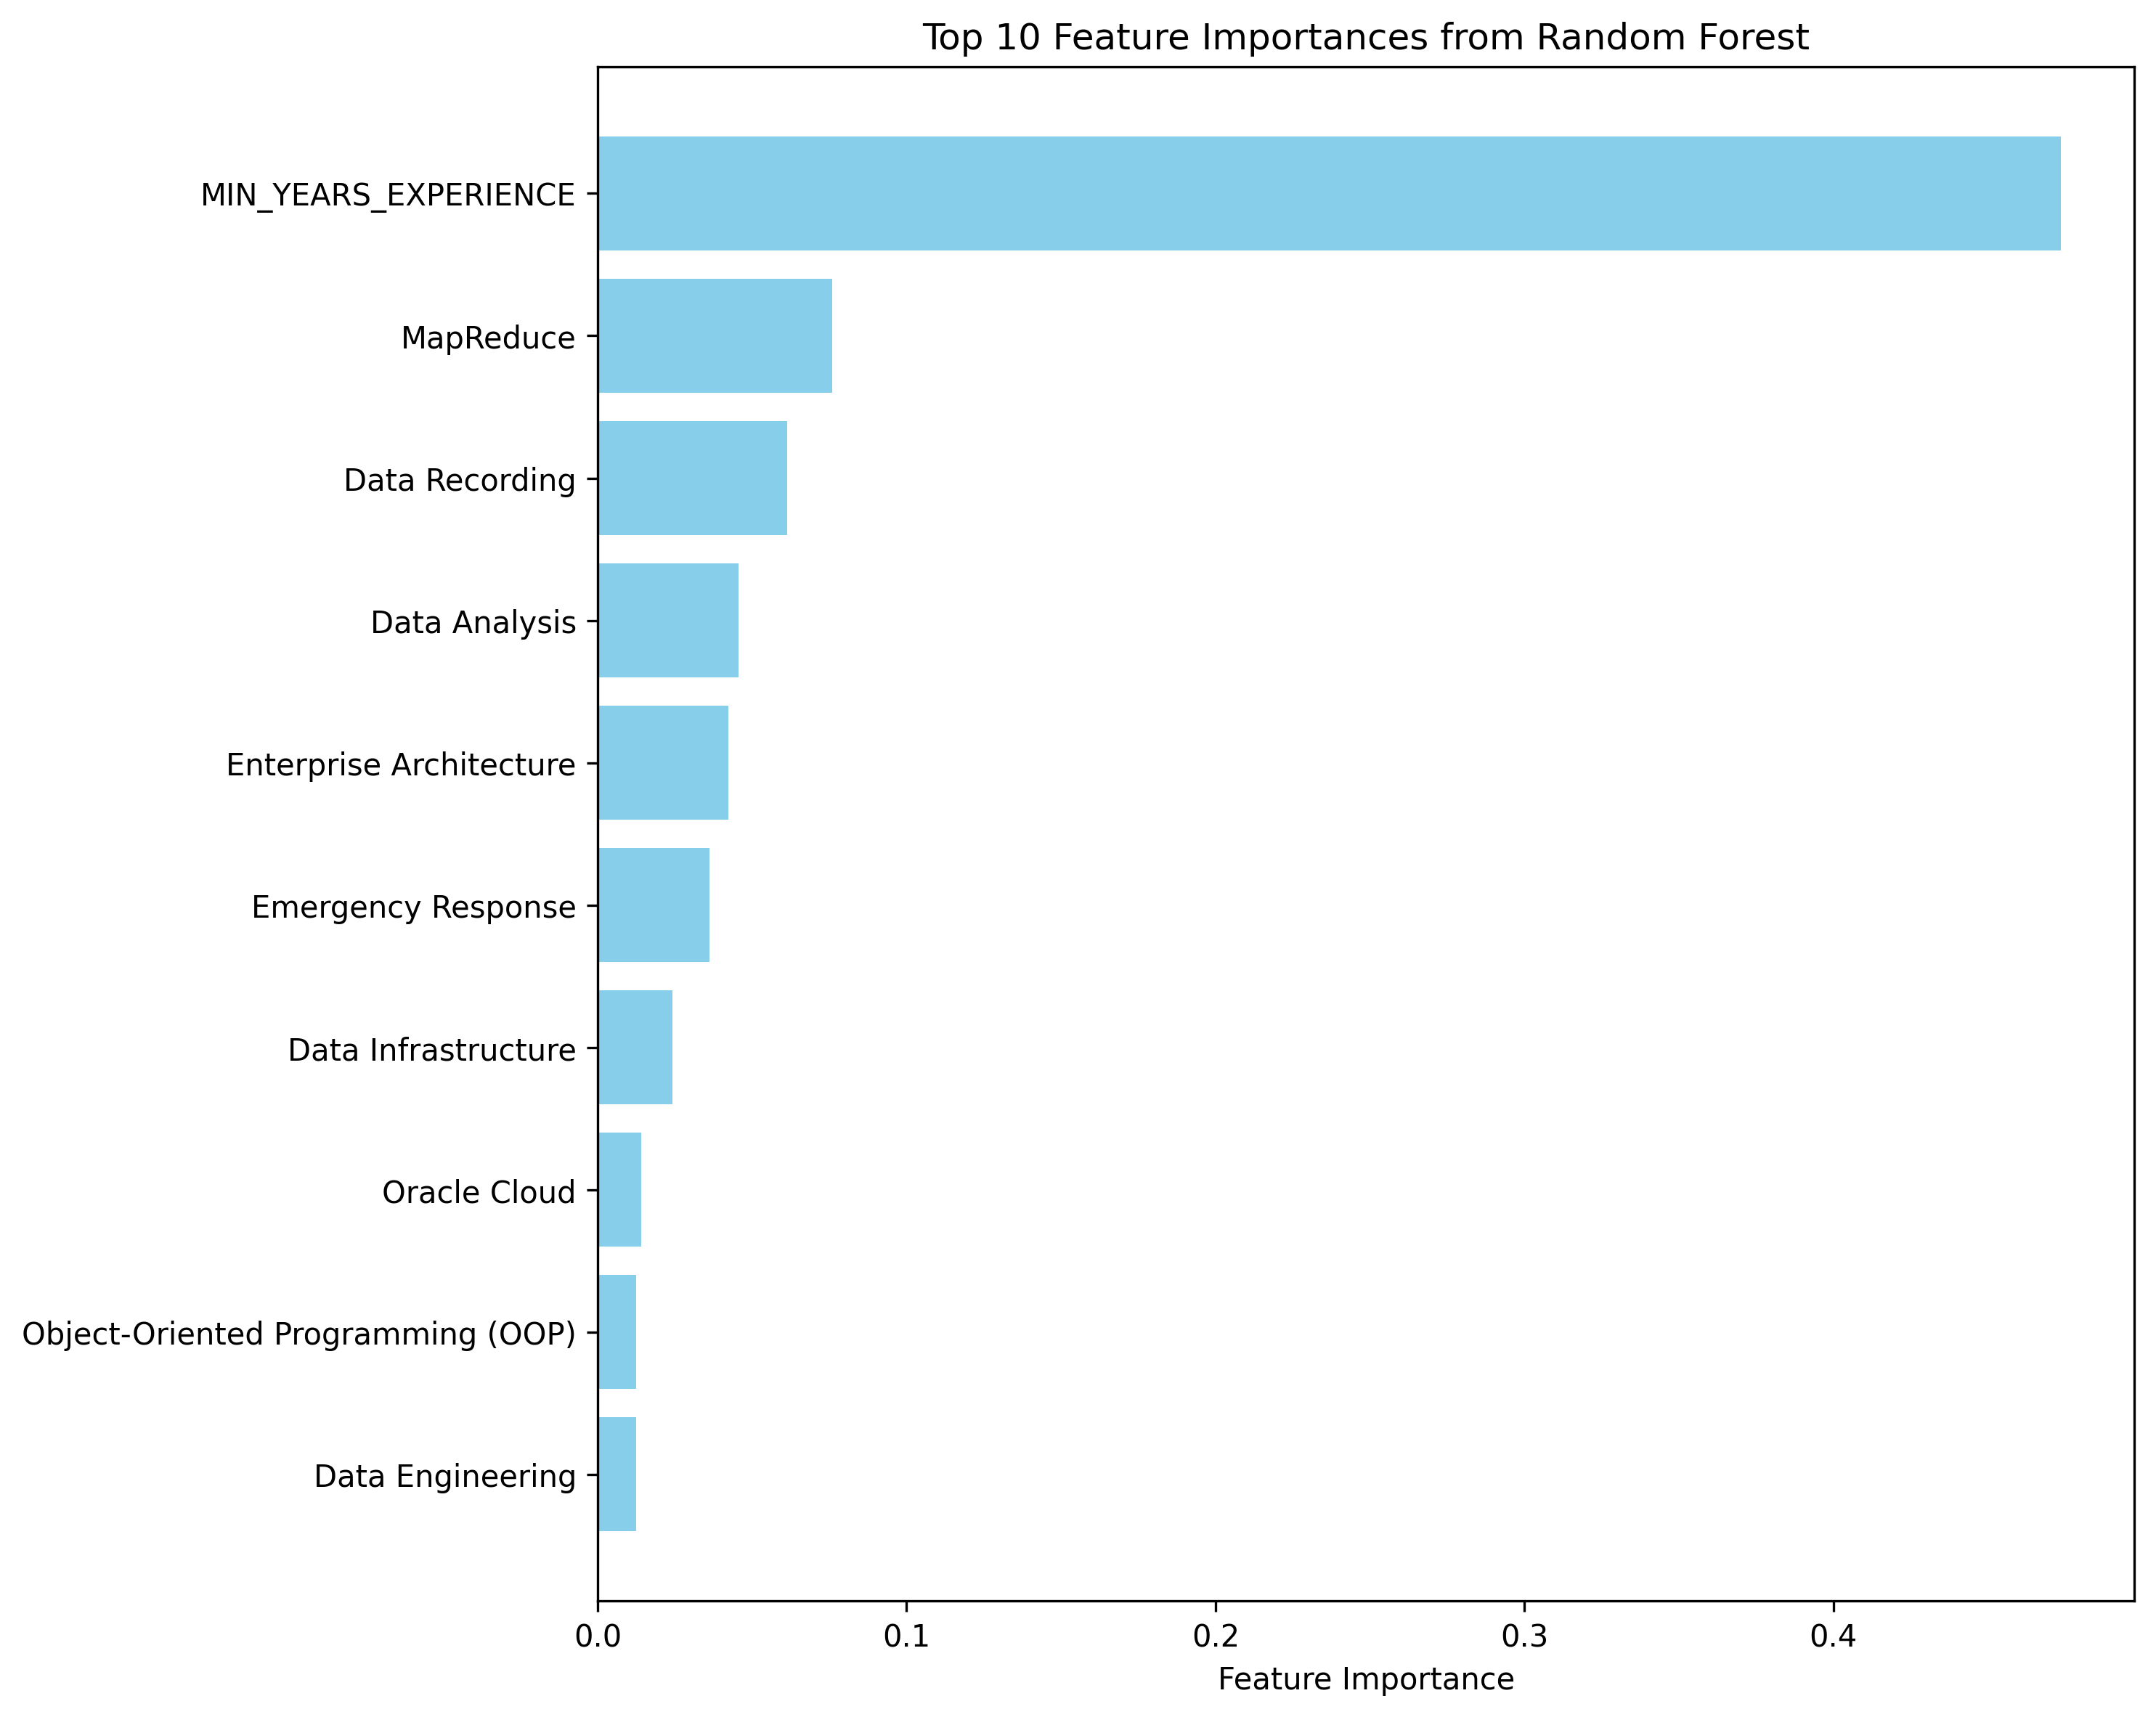 Top 10 Feature Importances from Random Forest
MIN_YEARS_EXPERIENCE
MapReduce
Data Recording
Data Analysis
Enterprise Architecture
Emergency Response
Data Infrastructure
Oracle Cloud
Object-Oriented Programming (OOP)
Data Engineering
0.0 0.1 0.2 0.3 0.4
Feature Importance